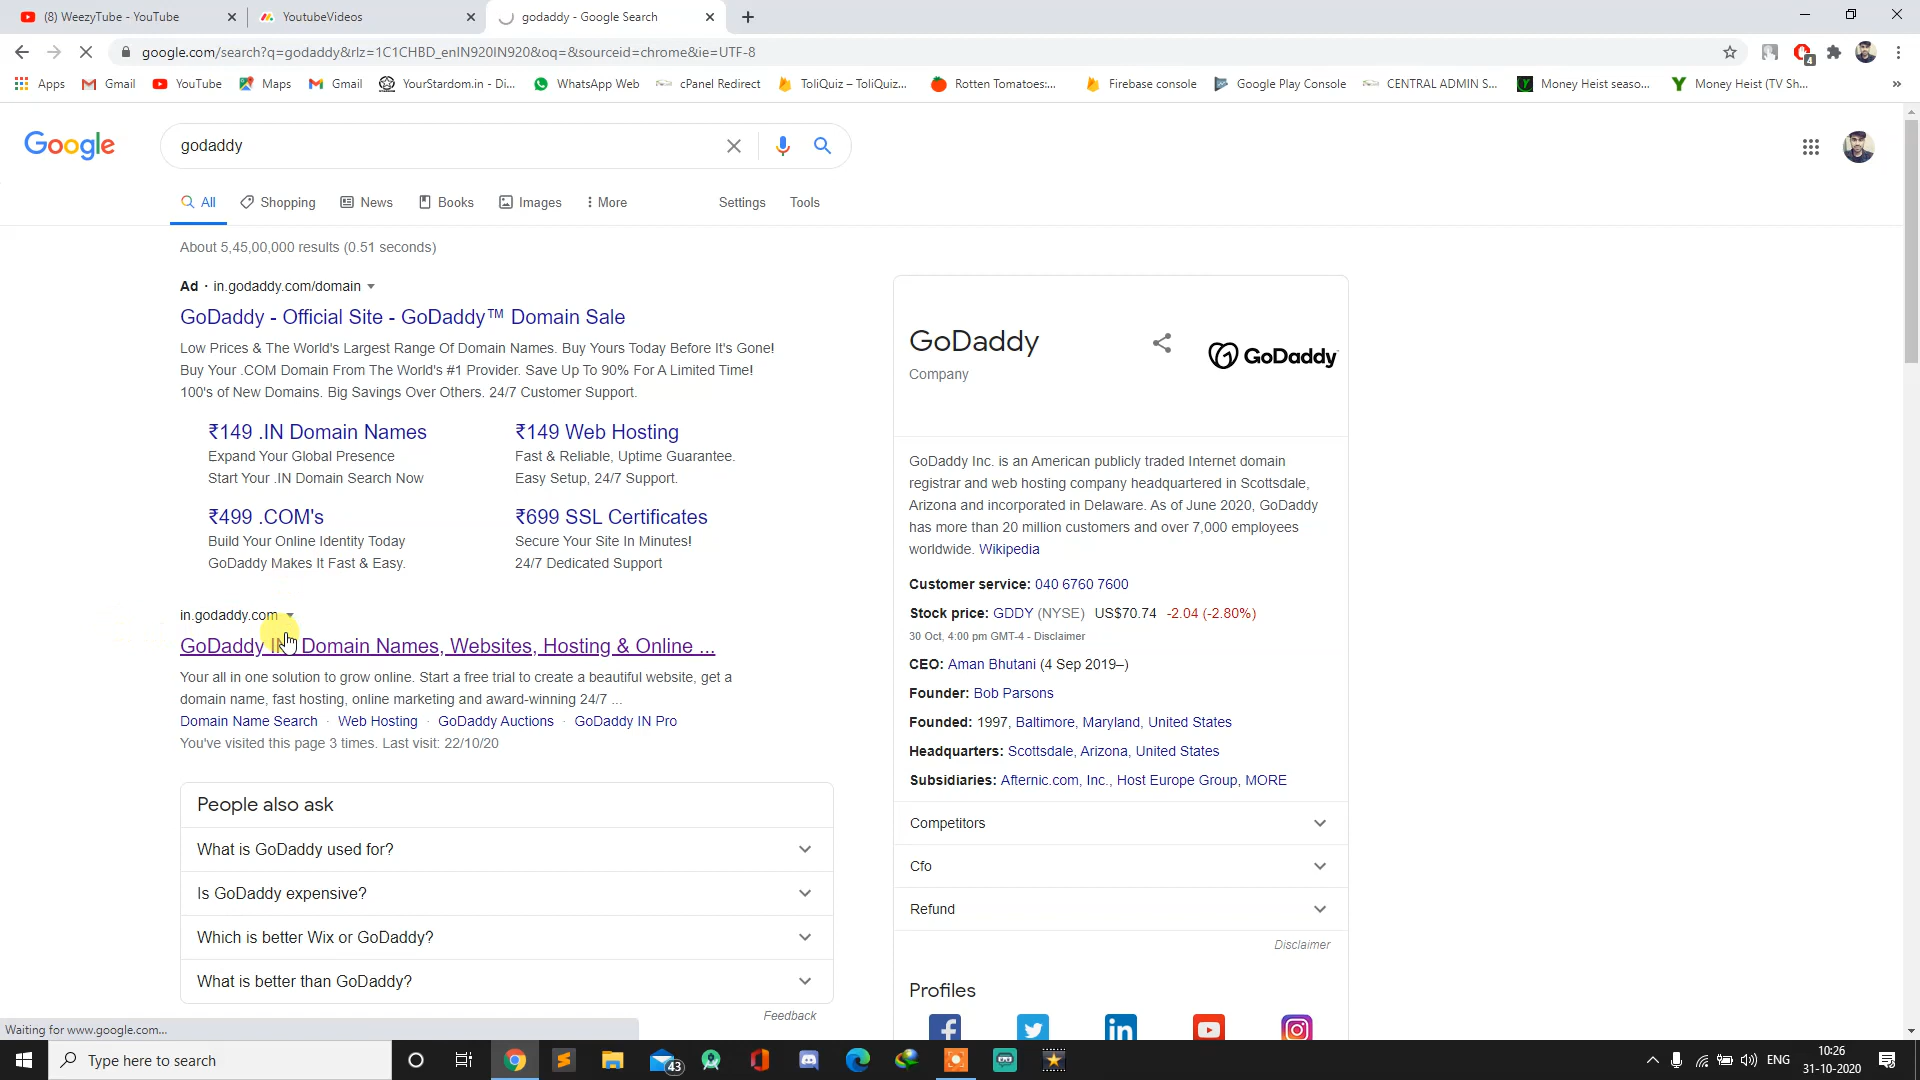 (8) WeezyTube - YouTube
YoutubeVideos
godaddy - Google Search
google.com/search?q=godaddy&rlz=1C1CHBD_enIN920IN920&oq=&sourceid=chrome&ie=UTF-8
4
Apps
Gmail
YouTube
Maps
Gmail
YourStardom.in - Di...
WhatsApp Web
cPanel Redirect
ToliQuiz – ToliQuiz...
Rotten Tomatoes:...
Firebase console
Google Play Console
CENTRAL ADMIN S...
Money Heist seaso...
Money Heist (TV Sh...
»
Google
godaddy
All
Shopping
News
Books
Images
More
Settings
Tools
About 5,45,00,000 results (0.51 seconds)
Ad · in.godaddy.com/domain
GoDaddy - Official Site - GoDaddy™ Domain Sale
Low Prices & The World's Largest Range Of Domain Names. Buy Yours Today Before It's Gone!
Buy Your .COM Domain From The World's #1 Provider. Save Up To 90% For A Limited Time!
100's of New Domains. Big Savings Over Others. 24/7 Customer Support.
₹149 .IN Domain Names
Expand Your Global Presence
Start Your .IN Domain Search Now
₹149 Web Hosting
Fast & Reliable, Uptime Guarantee.
Easy Setup, 24/7 Support.
₹499 .COM's
Build Your Online Identity Today
GoDaddy Makes It Fast & Easy.
₹699 SSL Certificates
Secure Your Site In Minutes!
24/7 Dedicated Support
in.godaddy.com
GoDaddy IN: Domain Names, Websites, Hosting & Online ...
Your all in one solution to grow online. Start a free trial to create a beautiful website, get a
domain name, fast hosting, online marketing and award-winning 24/7 ...
Domain Name Search · Web Hosting · GoDaddy Auctions · GoDaddy IN Pro
You've visited this page 3 times. Last visit: 22/10/20
People also ask
What is GoDaddy used for?
Is GoDaddy expensive?
Which is better Wix or GoDaddy?
What is better than GoDaddy?
Feedback
GoDaddy
Company
GoDaddy
GoDaddy Inc. is an American publicly traded Internet domain
registrar and web hosting company headquartered in Scottsdale,
Arizona and incorporated in Delaware. As of June 2020, GoDaddy
has more than 20 million customers and over 7,000 employees
worldwide. Wikipedia
Customer service: 040 6760 7600
Stock price: GDDY (NYSE) US$70.74 -2.04 (-2.80%)
30 Oct, 4:00 pm GMT-4 - Disclaimer
CEO: Aman Bhutani (4 Sep 2019–)
Founder: Bob Parsons
Founded: 1997, Baltimore, Maryland, United States
Headquarters: Scottsdale, Arizona, United States
Subsidiaries: Afternic.com, Inc., Host Europe Group, MORE
Competitors
Cfo
Refund
Disclaimer
Profiles
Waiting for www.google.com...
Type here to search
43
ENG
10:26
31-10-2020